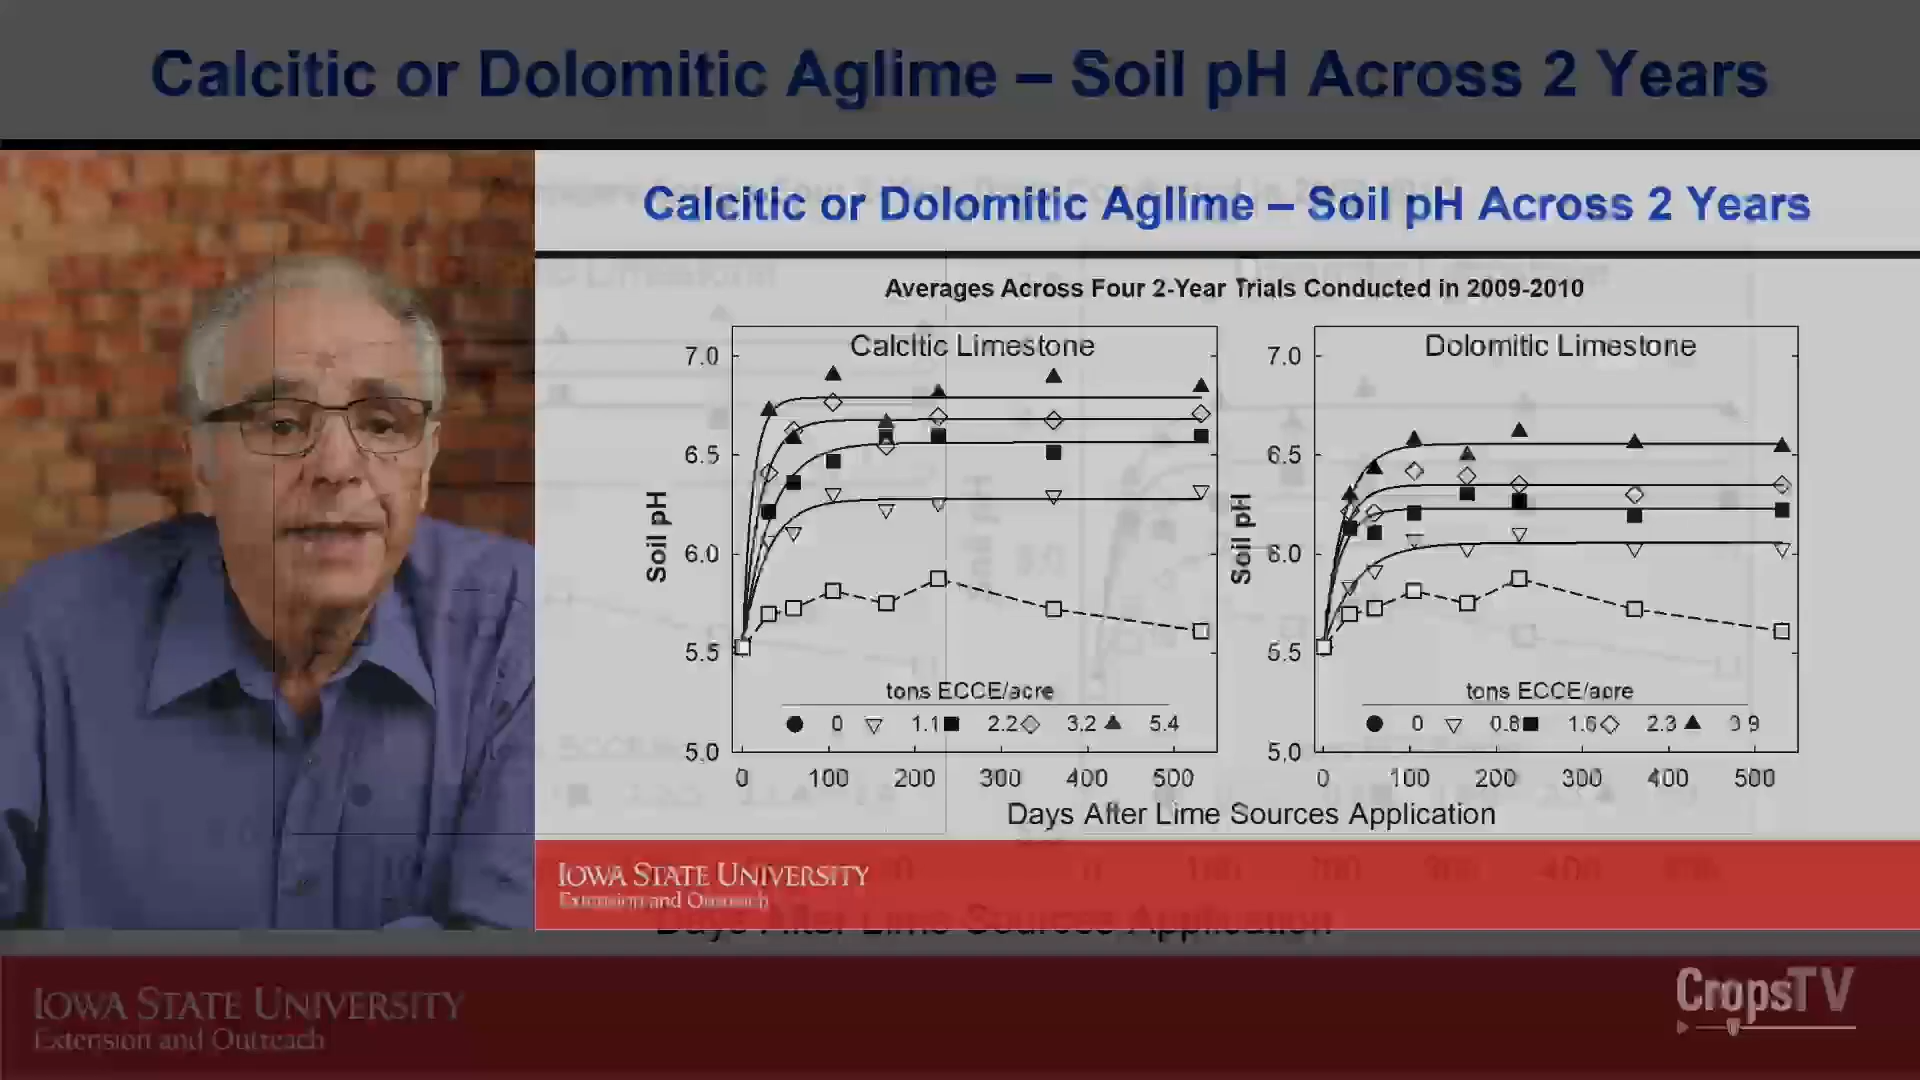 Calcitic or Dolomitic Aglime – Soil pH Across 2 Years
Calcitic or Dolomitic Aglime – Soil pH Across 2 Years
Averages Across Four 2-Year Trials Conducted in 2009-2010
Calcitic Limestone
7.0
6.5
6.0
5.5
5.0
Soil pH
tons ECCE/acre
0 1.1 2.2 3.2 5.4
0 100 200 300 400 500
Dolomitic Limestone
7.0
6.5
6.0
5.5
5.0
Soil pH
tons ECCE/acre
0 0.8 1.6 2.3 3.9
0 100 200 300 400 500
Days After Lime Sources Application
IOWA STATE UNIVERSITY
Extension and Outreach
Days After Lime Sources Application
IOWA STATE UNIVERSITY
Extension and Outreach
CropsTV